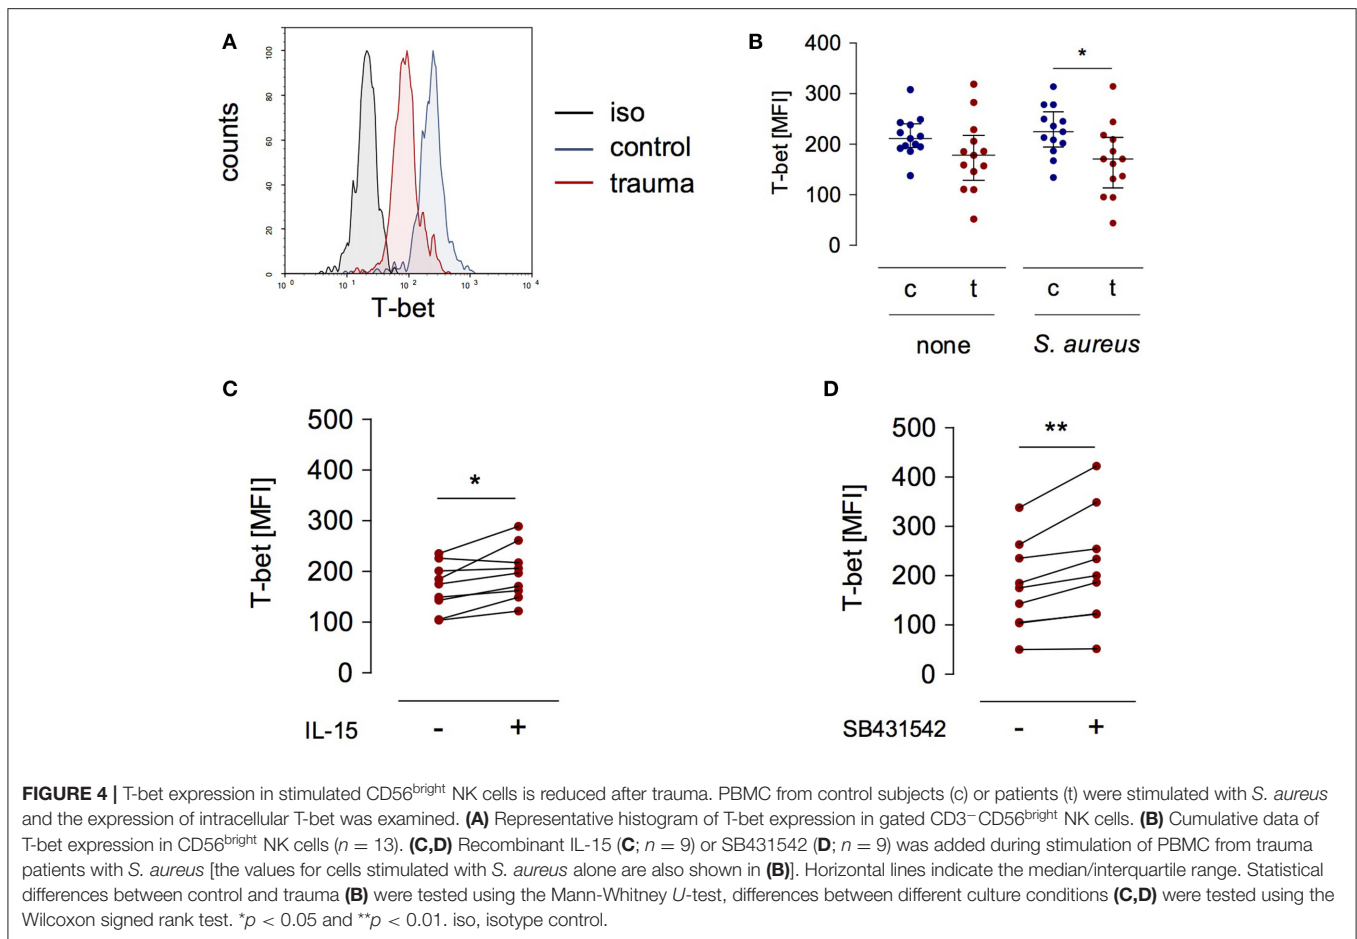 A
100
80
60
40
20
0
counts
10 0
10 1
10 2
10 3
10 4
T-bet
iso
control
trauma
B
400
300
200
100
0
T-bet [MFI]
*
c t c t
none S. aureus
C
500
400
300
200
100
0
T-bet [MFI]
*
IL-15 - +
D
500
400
300
200
100
0
T-bet [MFI]
**
SB431542 - +
FIGURE 4 | T-bet expression in stimulated CD56bright NK cells is reduced after trauma. PBMC from control subjects (c) or patients (t) were stimulated with S. aureus
and the expression of intracellular T-bet was examined. (A) Representative histogram of T-bet expression in gated CD3−CD56bright NK cells. (B) Cumulative data of
T-bet expression in CD56bright NK cells (n = 13). (C,D) Recombinant IL-15 (C; n = 9) or SB431542 (D; n = 9) was added during stimulation of PBMC from trauma
patients with S. aureus [the values for cells stimulated with S. aureus alone are also shown in (B)]. Horizontal lines indicate the median/interquartile range. Statistical
differences between control and trauma (B) were tested using the Mann-Whitney U-test, differences between different culture conditions (C,D) were tested using the
Wilcoxon signed rank test. *p < 0.05 and **p < 0.01. iso, isotype control.